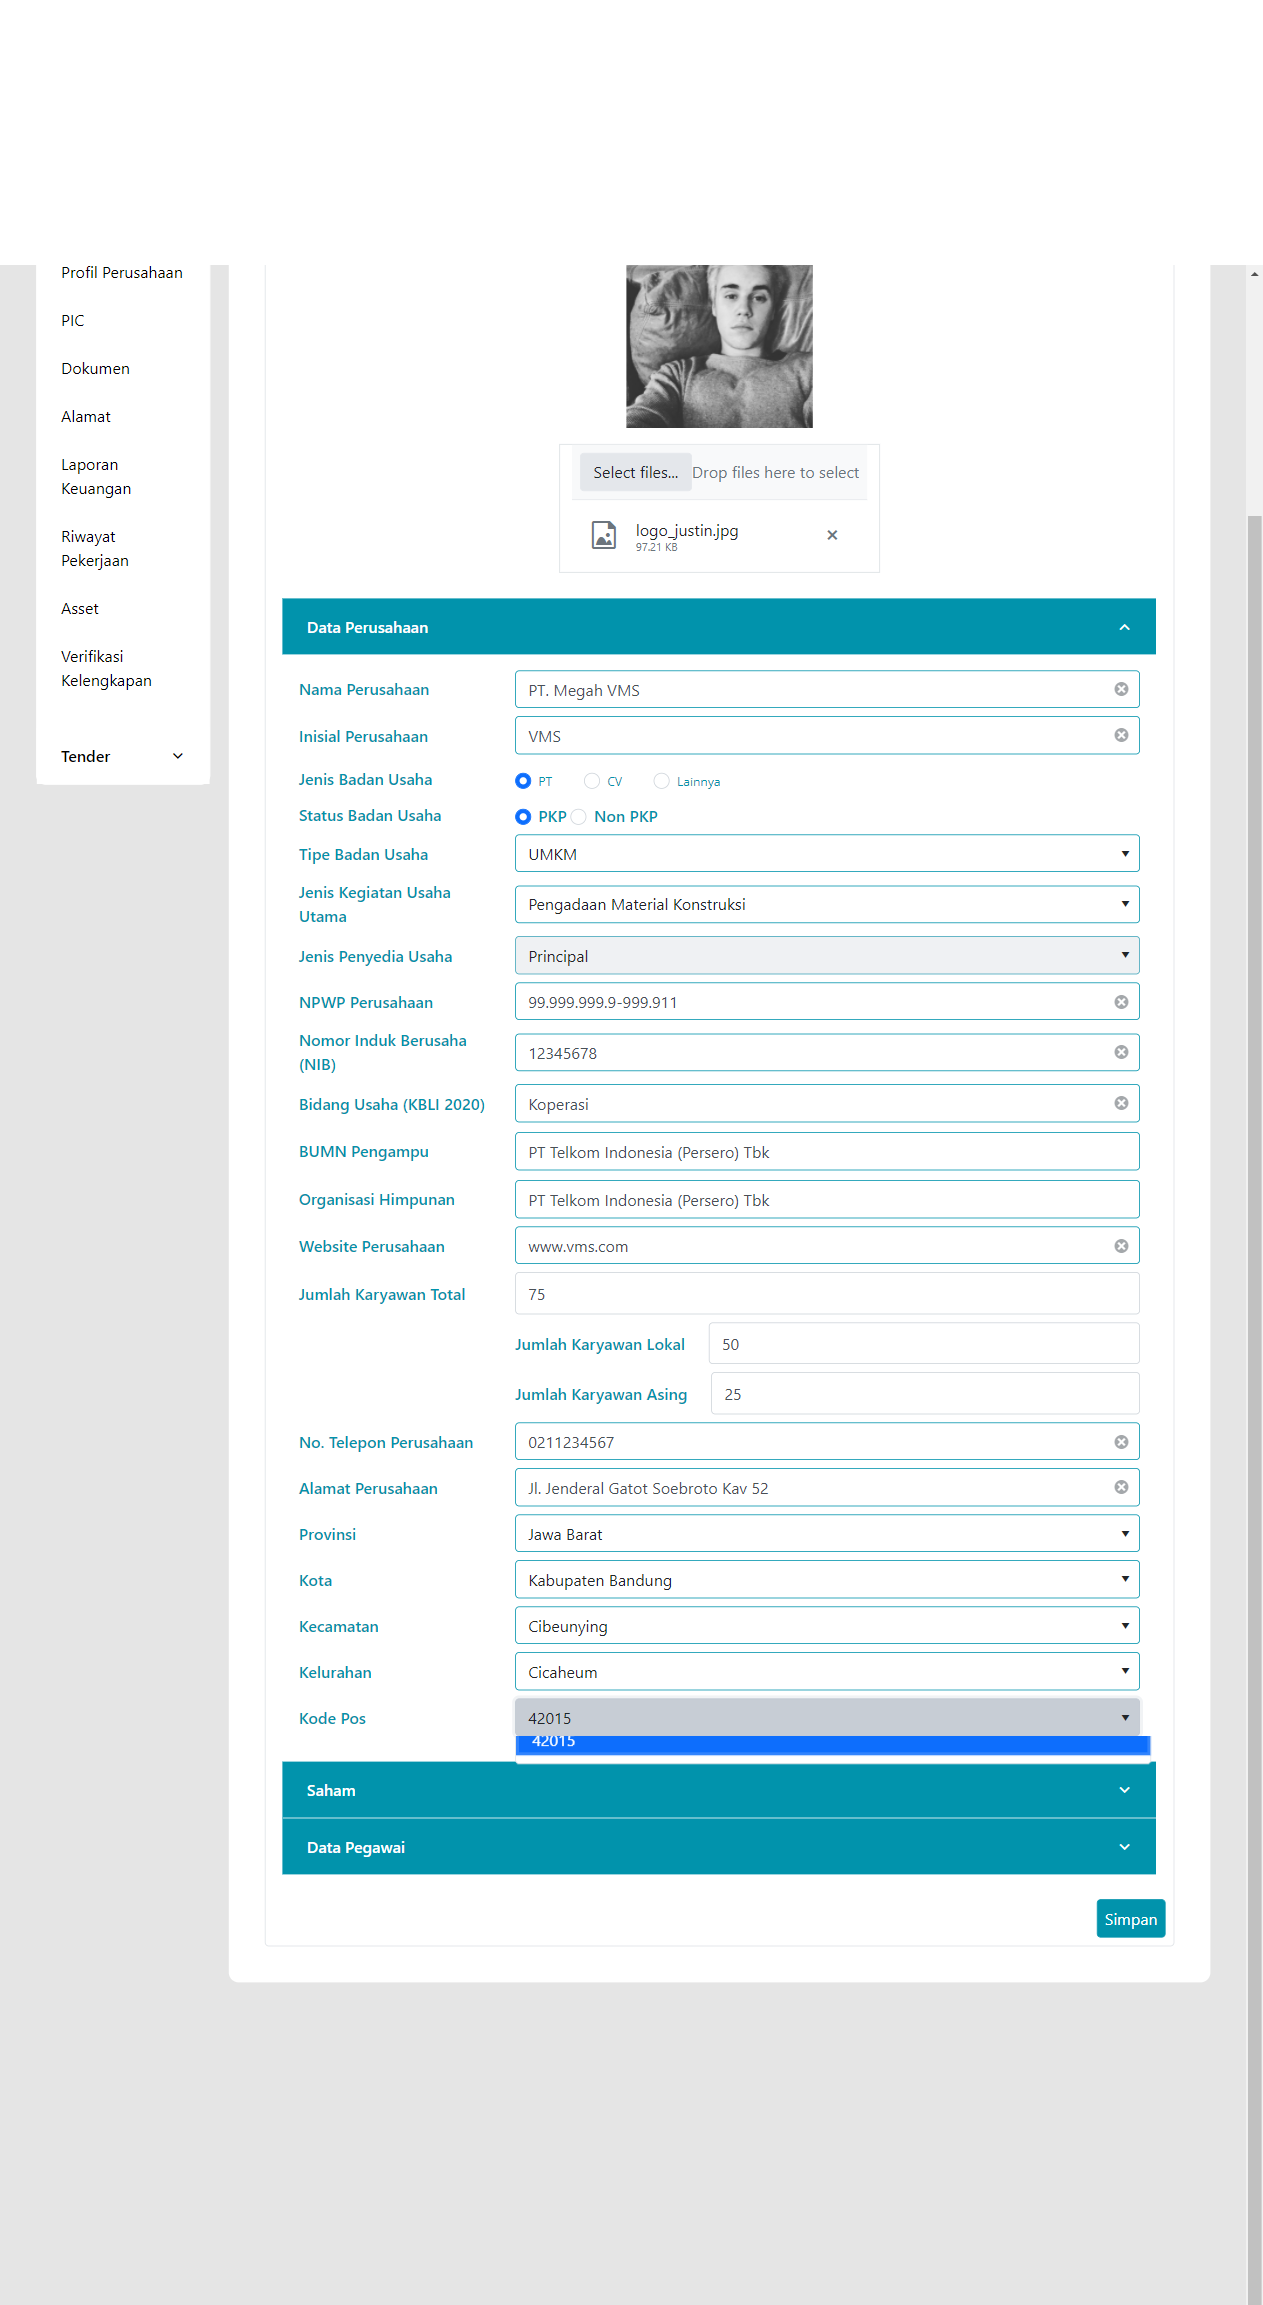 Profil Perusahaan
PIC
Dokumen
Alamat
Laporan
Keuangan
Riwayat
Pekerjaan
Asset
Verifikasi
Kelengkapan
Tender
Select files... Drop files here to select
logo_justin.jpg
97.21 KB
Data Perusahaan
Nama Perusahaan PT. Megah VMS
Inisial Perusahaan VMS
Jenis Badan Usaha PT CV Lainnya
Status Badan Usaha PKP Non PKP
Tipe Badan Usaha UMKM
Jenis Kegiatan Usaha
Utama Pengadaan Material Konstruksi
Jenis Penyedia Usaha Principal
NPWP Perusahaan 99.999.999.9-999.911
Nomor Induk Berusaha
(NIB) 12345678
Bidang Usaha (KBLI 2020) Koperasi
BUMN Pengampu PT Telkom Indonesia (Persero) Tbk
Organisasi Himpunan PT Telkom Indonesia (Persero) Tbk
Website Perusahaan www.vms.com
Jumlah Karyawan Total 75
Jumlah Karyawan Lokal 50
Jumlah Karyawan Asing 25
No. Telepon Perusahaan 0211234567
Alamat Perusahaan Jl. Jenderal Gatot Soebroto Kav 52
Provinsi Jawa Barat
Kota Kabupaten Bandung
Kecamatan Cibeunying
Kelurahan Cicaheum
Kode Pos 42015
42015
Saham
Data Pegawai
Simpan